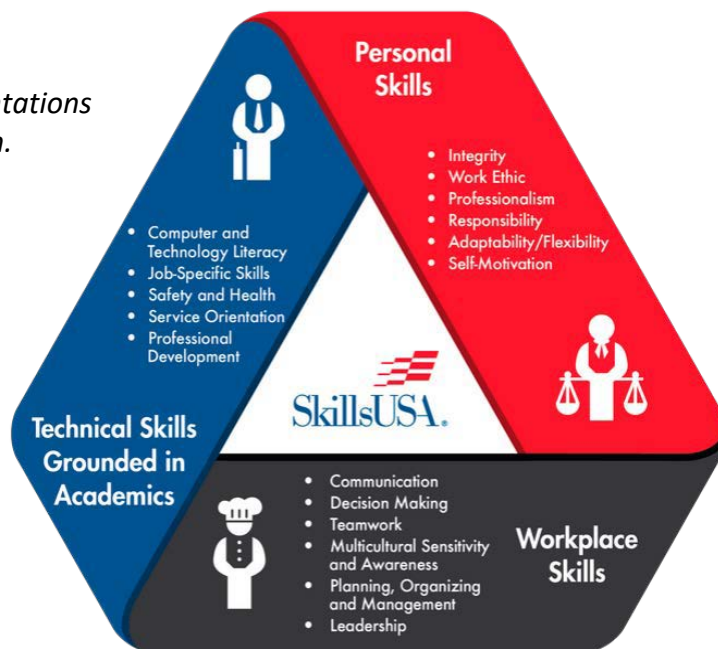 ntations
n.
Personal
Skills
• Integrity
• Work Ethic
• Professionalism
• Responsibility
• Adaptability/Flexibility
• Self-Motivation
• Computer and
Technology Literacy
• Job-Specific Skills
• Safety and Health
• Service Orientation
• Professional
Development
Technical Skills
Grounded in
Academics
SkillsUSA®
• Communication
• Decision Making
• Teamwork
• Multicultural Sensitivity
and Awareness
• Planning, Organizing
and Management
• Leadership
Workplace
Skills